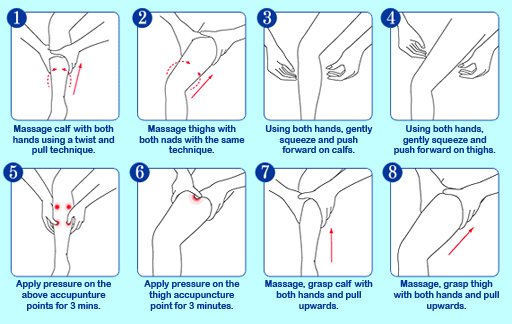 1
Massage calf with both
hands using a twist and
pull technique.
2
Massage thighs with
both nads with the same
technique.
3
Using both hands, gently
squeeze and push
forward on calfs.
4
Using both hands,
gently squeeze and
push forward on thighs.
5
Apply pressure on the
above accupunture
points for 3 mins.
6
Apply pressure on the
thigh accupuncture
point for 3 minutes.
7
Massage, grasp calf with
both hands and pull
upwards.
8
Massage, grasp thigh
with both hands and pull
upwards.